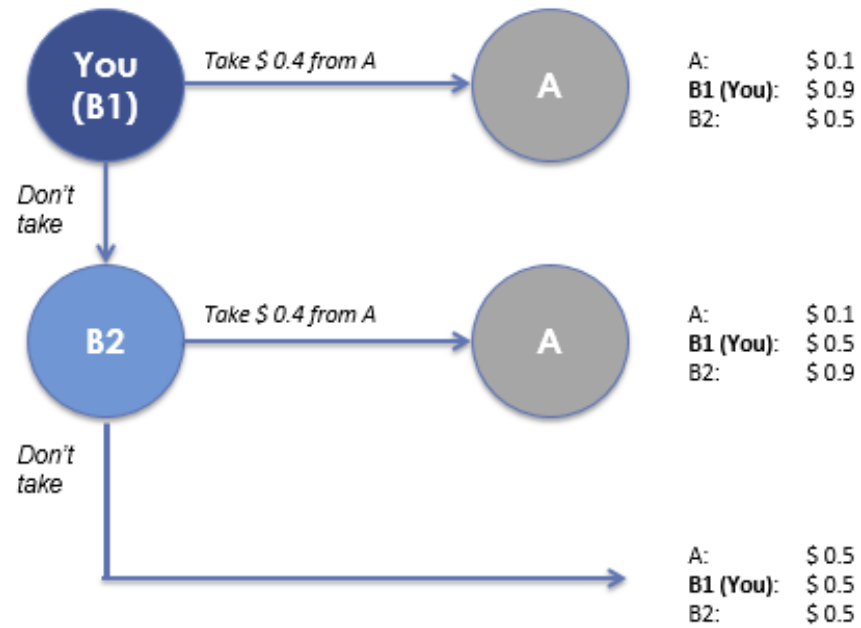 You
(B1)
Take $ 0.4 from A
A
A: $ 0.1
B1 (You): $ 0.9
B2: $ 0.5
Don't
take
B2
Take $ 0.4 from A
A
A: $ 0.1
B1 (You): $ 0.5
B2: $ 0.9
Don't
take
A: $ 0.5
B1 (You): $ 0.5
B2: $ 0.5